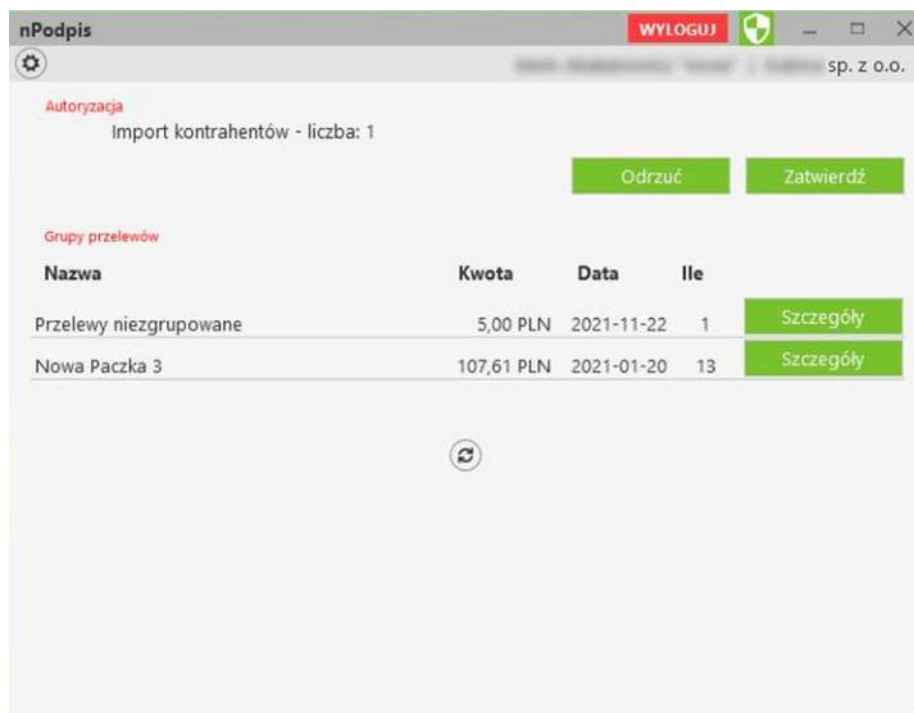 nPodpis WYLOGUJ
sp. z o.o.
Autoryzacja
Import kontrahentów - liczba: 1
Odrzuć Zatwierdź
Grupy przelewów
Nazwa Kwota Data Ile
Przelewy niezgrupowane 5,00 PLN 2021-11-22 1 Szczegóły
Nowa Paczka 3 107,61 PLN 2021-01-20 13 Szczegóły